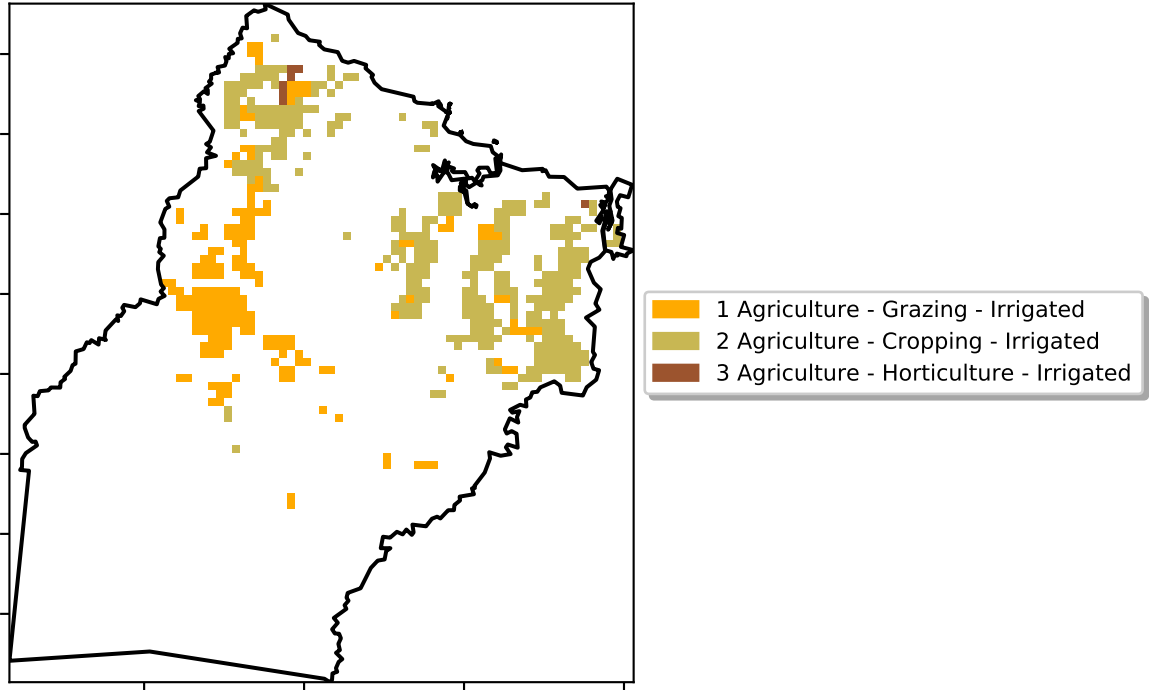 1 Agriculture - Grazing - Irrigated
2 Agriculture - Cropping - Irrigated
3 Agriculture - Horticulture - Irrigated